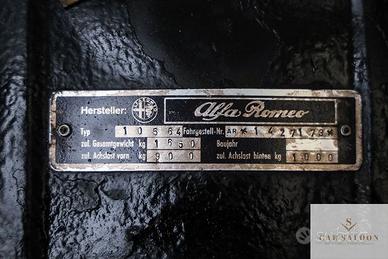 Hersteller: Alfa Romeo
Typ 10564 Fahrgestell-Nr. AR*1427178*
zul. Gesamtgewicht kg 1650 Baujahr
zul. Achslast vorn kg 900 zul. Achslast hinten kg 1000
S
CAR SALOON